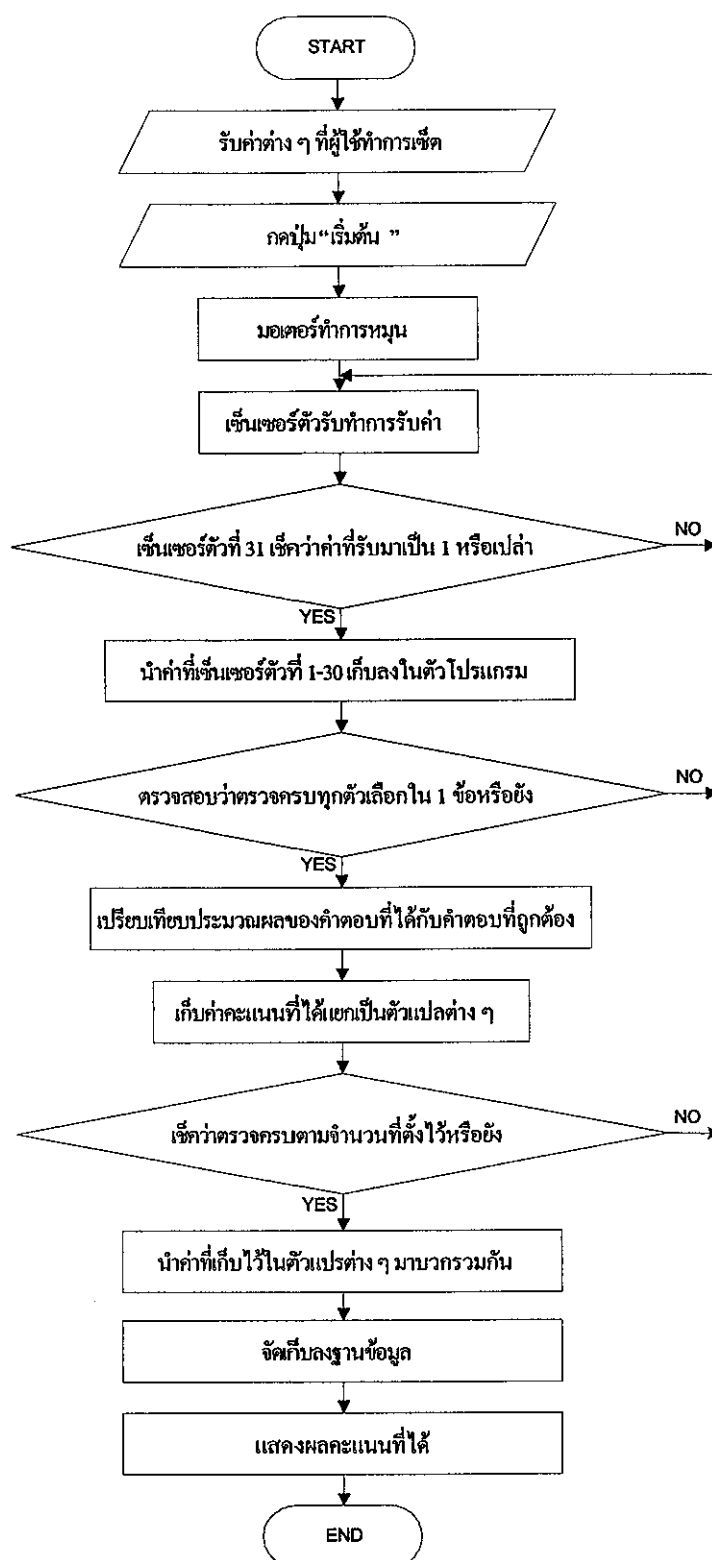 START
รับค่าต่าง ๆ ที่ผู้ใช้ทำการเซ็ต
กดปุ่ม “เริ่มต้น ”
มอเตอร์ทำการหมุน
เซ็นเซอร์ตัวรับทำการรับค่า
เซ็นเซอร์ตัวที่ 31 เช็คว่าค่าที่รับมาเป็น 1 หรือเปล่า
NO
YES
นำค่าที่เซ็นเซอร์ตัวที่ 1-30 เก็บลงในตัวโปรแกรม
ตรวจสอบว่าตรวจครบทุกตัวเลือกใน 1 ข้อหรือยัง
NO
YES
เปรียบเทียบประมวณผลของคำตอบที่ได้กับคำตอบที่ถูกต้อง
เก็บค่าคะแนนที่ได้แยกเป็นตัวแปลต่าง ๆ
เช็คว่าตรวจครบตามจำนวนที่ตั้งไว้หรือยัง
NO
YES
นำค่าที่เก็บไว้ในตัวแปรต่าง ๆ มาบวกรวมกัน
จัดเก็บลงฐานข้อมูล
แสดงผลคะแนนที่ได้
END